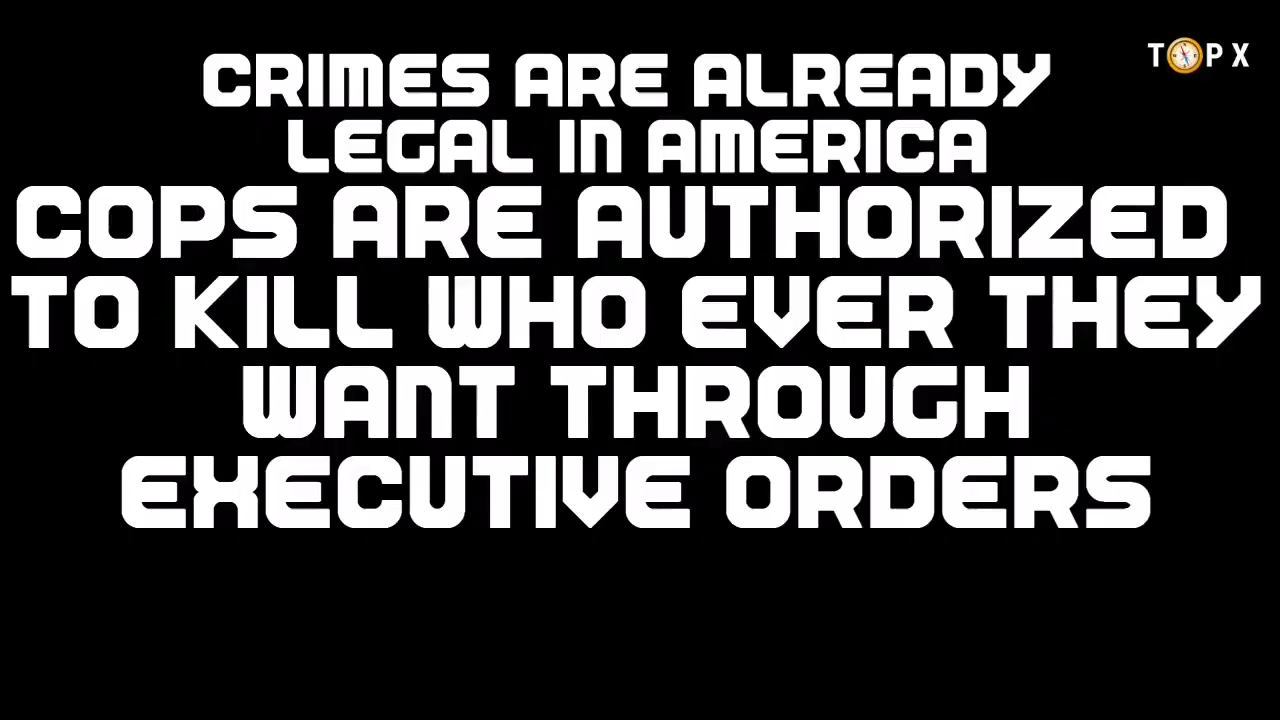 TOPX
CRIMES ARE ALREADY
LEGAL IN AMERICA
COPS ARE AUTHORIZED
TO KILL WHO EVER THEY
WANT THROUGH
EXECUTIVE ORDERS